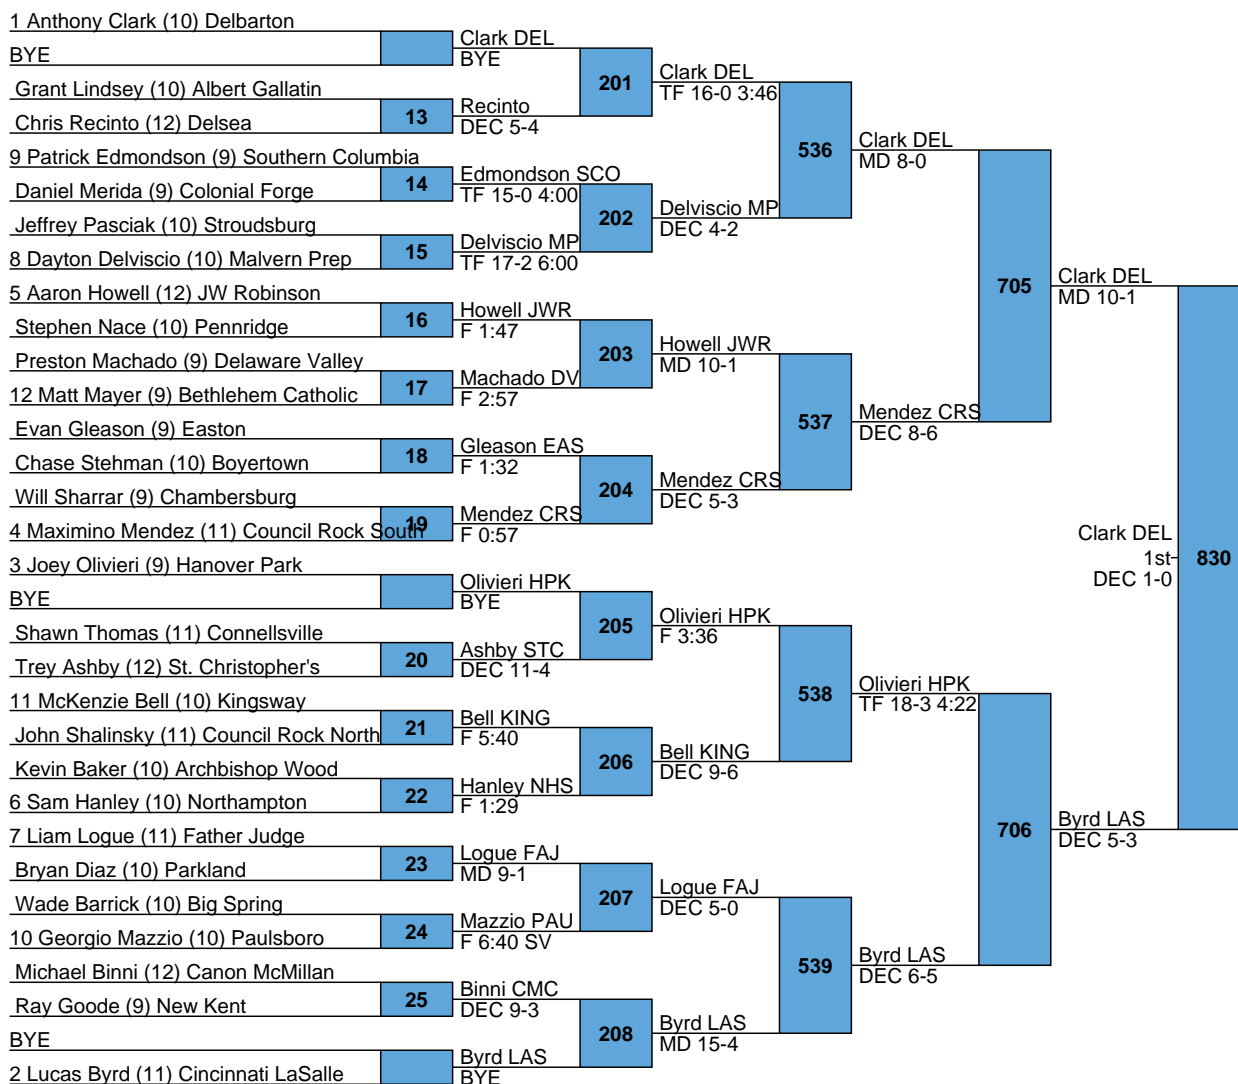 1 Anthony Clark (10) Delbarton
BYE
Grant Lindsey (10) Albert Gallatin
Chris Recinto (12) Delsea
9 Patrick Edmondson (9) Southern Columbia
Daniel Merida (9) Colonial Forge
Jeffrey Pasciak (10) Stroudsburg
8 Dayton Delviscio (10) Malvern Prep
5 Aaron Howell (12) JW Robinson
Stephen Nace (10) Pennridge
Preston Machado (9) Delaware Valley
12 Matt Mayer (9) Bethlehem Catholic
Evan Gleason (9) Easton
Chase Stehman (10) Boyertown
Will Sharrar (9) Chambersburg
4 Maximino Mendez (11) Council Rock South
3 Joey Olivieri (9) Hanover Park
BYE
Shawn Thomas (11) Connellsville
Trey Ashby (12) St. Christopher's
11 McKenzie Bell (10) Kingsway
John Shalinsky (11) Council Rock North
Kevin Baker (10) Archbishop Wood
6 Sam Hanley (10) Northampton
7 Liam Logue (11) Father Judge
Bryan Diaz (10) Parkland
Wade Barrick (10) Big Spring
10 Georgio Mazzio (10) Paulsboro
Michael Binni (12) Canon McMillan
Ray Goode (9) New Kent
BYE
2 Lucas Byrd (11) Cincinnati LaSalle
13
14
15
16
17
18
19
20
21
22
23
24
25
Clark DEL
BYE
Recinto
DEC 5-4
Edmondson SCO
TF 15-0 4:00
Delviscio MP
TF 17-2 6:00
Howell JWR
F 1:47
Machado DV
F 2:57
Gleason EAS
F 1:32
Mendez CRS
F 0:57
Olivieri HPK
BYE
Ashby STC
DEC 11-4
Bell KING
F 5:40
Hanley NHS
F 1:29
Logue FAJ
MD 9-1
Mazzio PAU
F 6:40 SV
Binni CMC
DEC 9-3
Byrd LAS
BYE
201
202
203
204
205
206
207
208
Clark DEL
TF 16-0 3:46
Delviscio MP
DEC 4-2
Howell JWR
MD 10-1
Mendez CRS
DEC 5-3
Olivieri HPK
F 3:36
Bell KING
DEC 9-6
Logue FAJ
DEC 5-0
Byrd LAS
MD 15-4
536
537
538
539
Clark DEL
MD 8-0
Mendez CRS
DEC 8-6
Olivieri HPK
TF 18-3 4:22
Byrd LAS
DEC 6-5
705
706
Clark DEL
MD 10-1
Byrd LAS
DEC 5-3
Clark DEL
1st
DEC 1-0
830